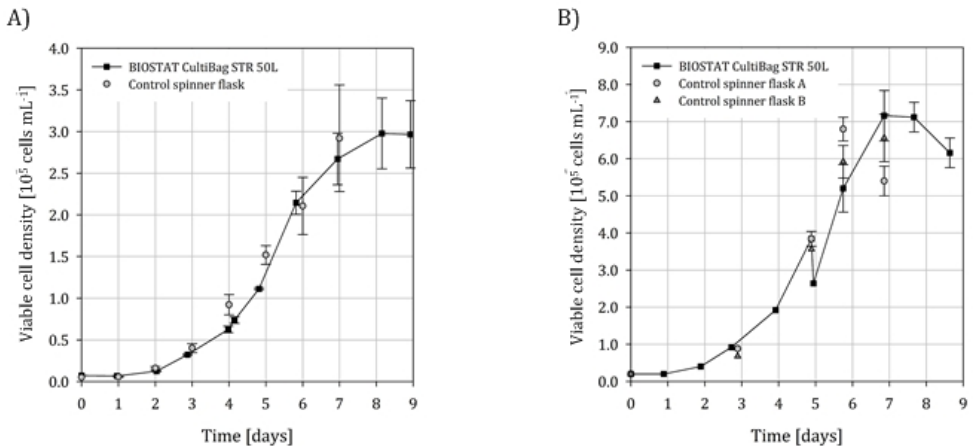 A)
Viable cell density [10⁵ cells mL⁻¹]
4.0
3.5
3.0
2.5
2.0
1.5
1.0
0.5
0.0
BIOSTAT CultiBag STR 50L
Control spinner flask
0 1 2 3 4 5 6 7 8 9
Time [days]
B)
Viable cell density [10⁵ cells mL⁻¹]
9.0
8.0
7.0
6.0
5.0
4.0
3.0
2.0
1.0
0.0
BIOSTAT CultiBag STR 50L
Control spinner flask A
Control spinner flask B
0 1 2 3 4 5 6 7 8 9
Time [days]